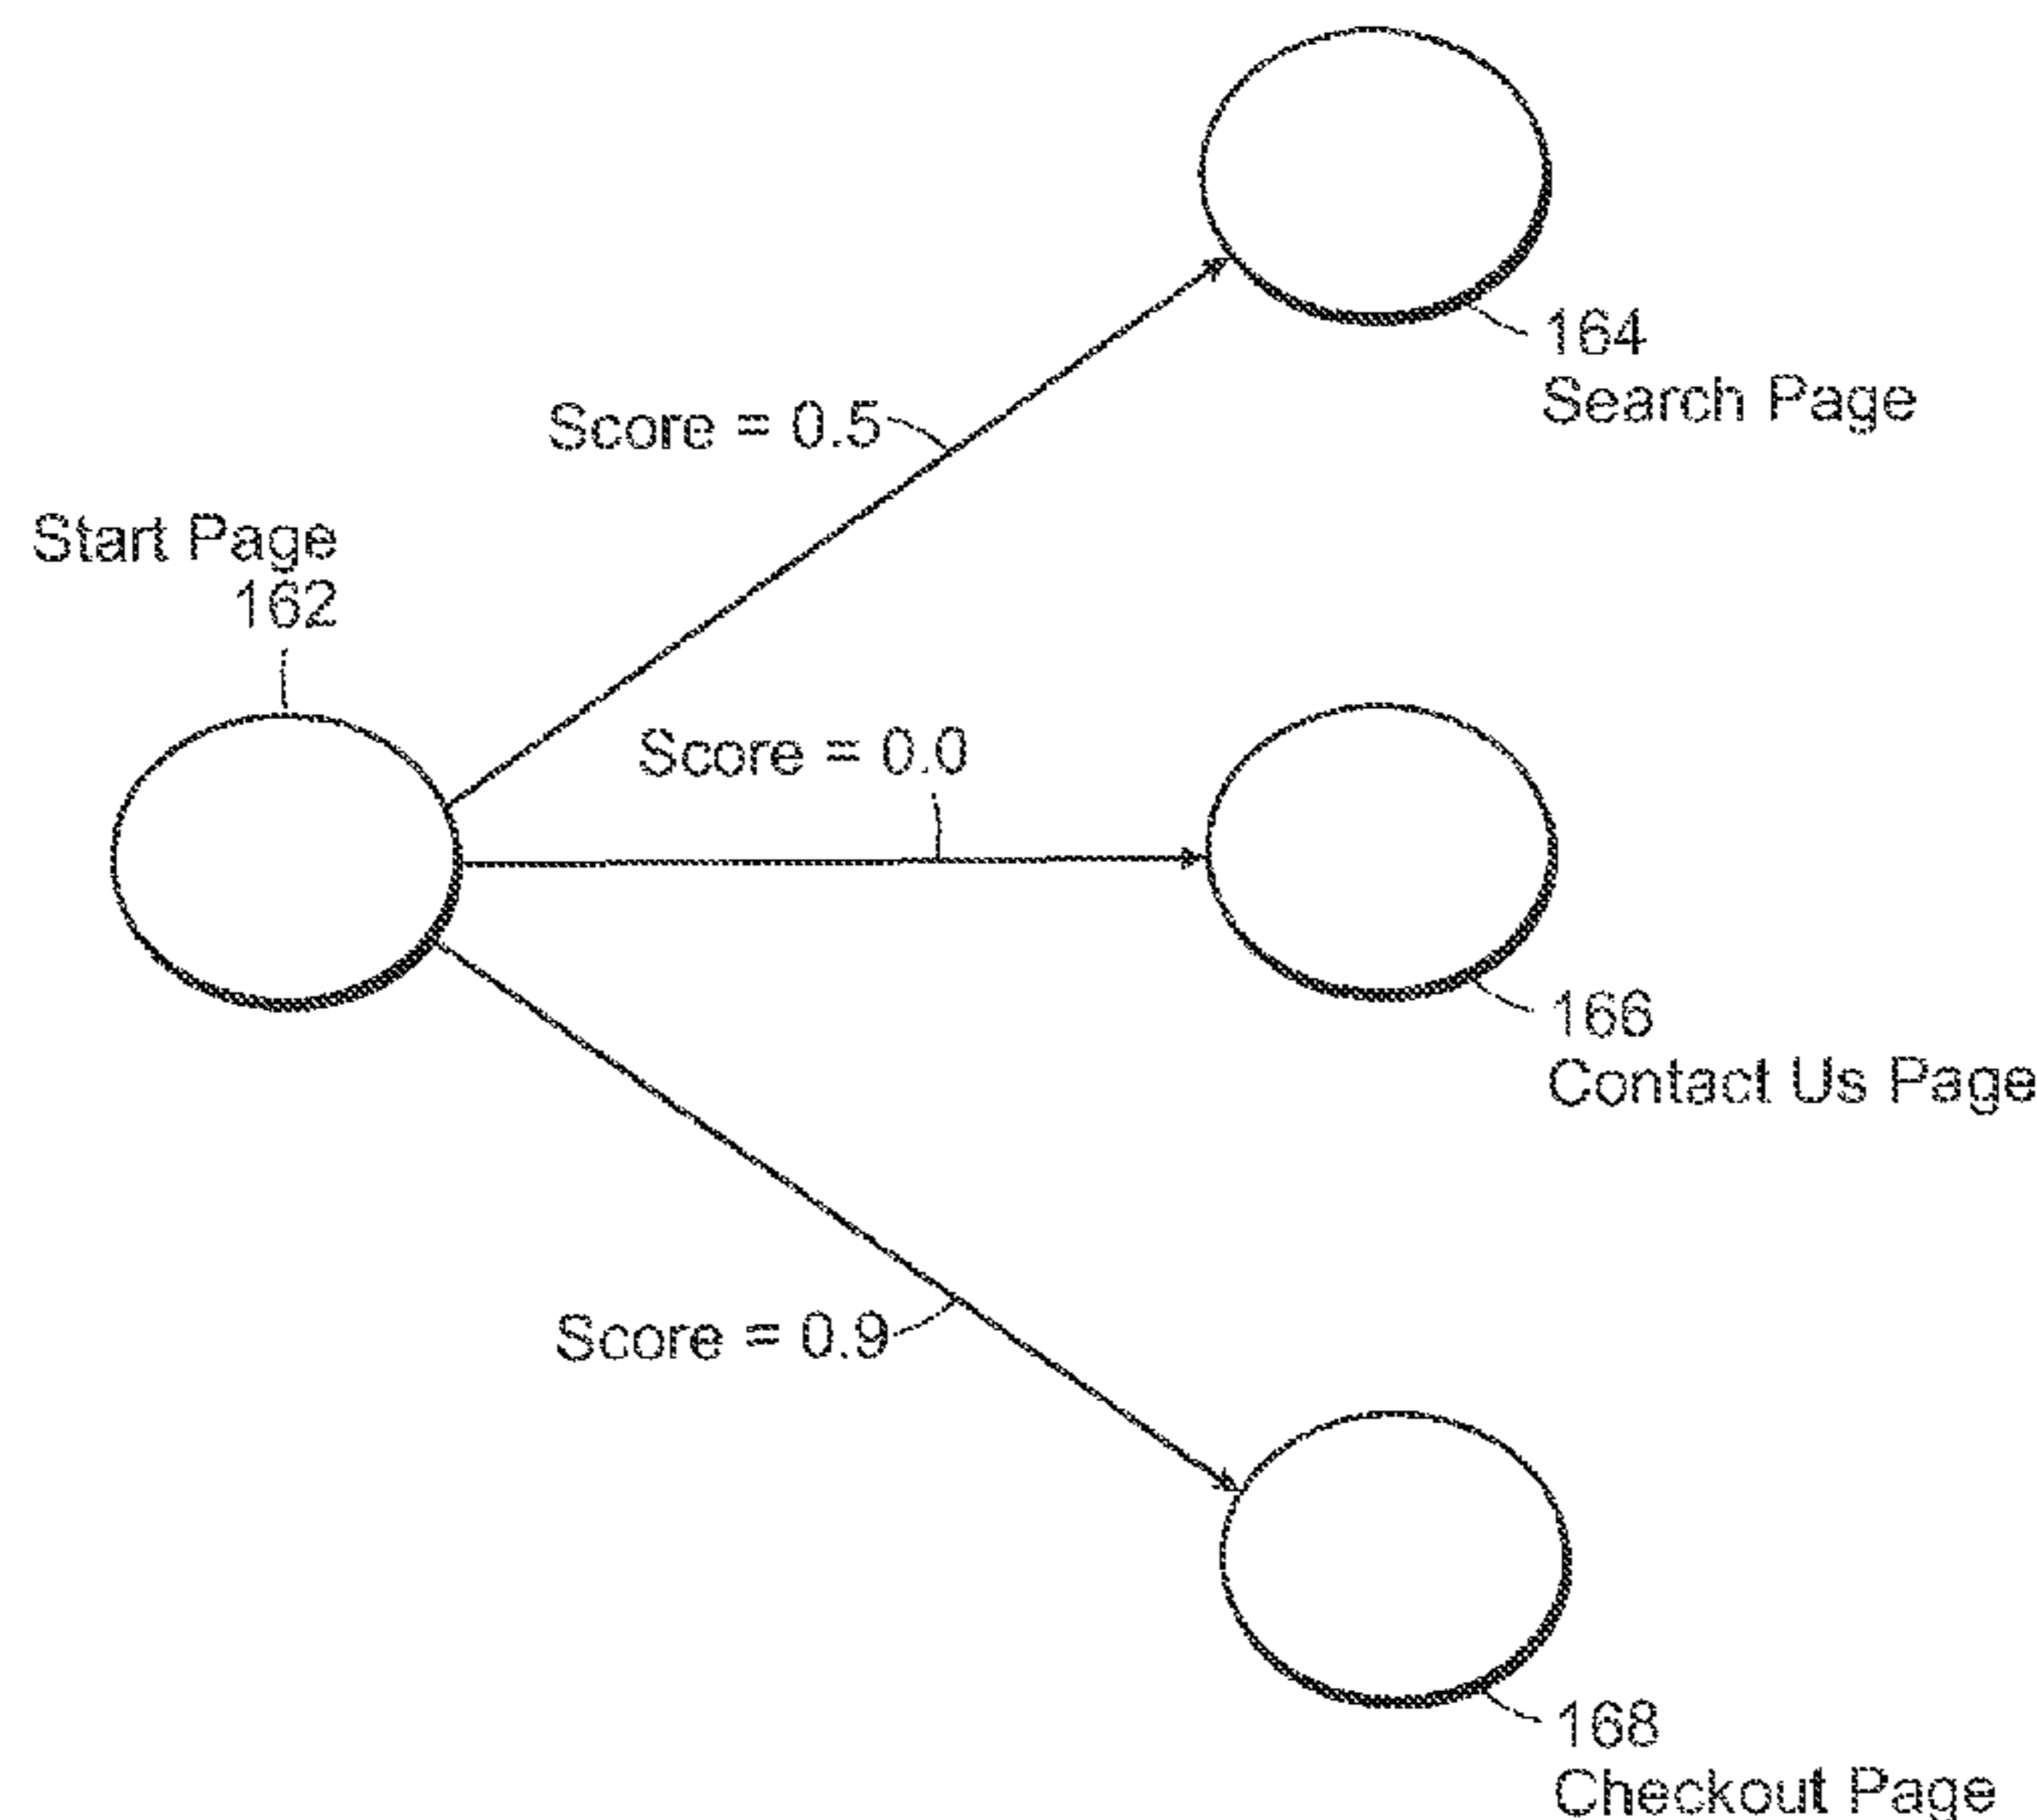 164
Search Page
Score = 0.5
Start Page
162
Score = 0.0
166
Contact Us Page
Score = 0.9
168
Checkout Page